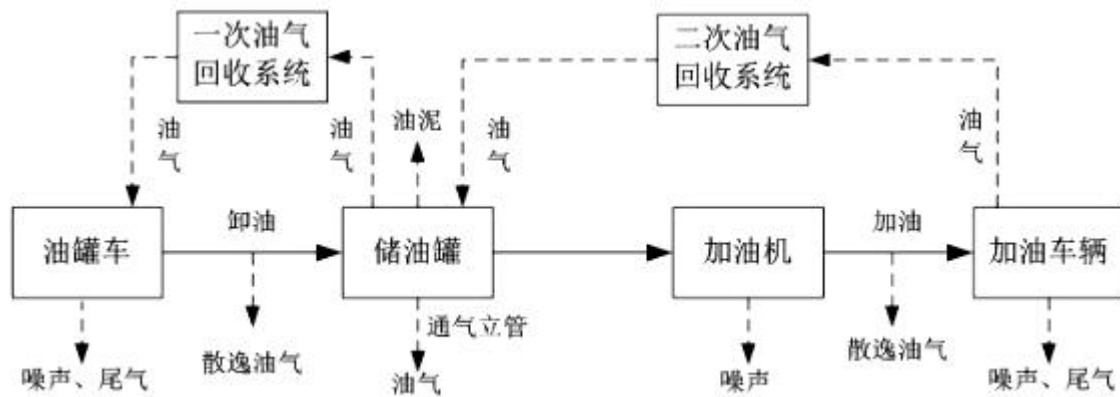 一次油气
回收系统
二次油气
回收系统
油
气
油
气
油泥
油
气
油
气
油罐车
卸油
储油罐
加油机
加油
加油车辆
噪声、尾气
散逸油气
通气立管
油气
噪声
散逸油气
噪声、尾气